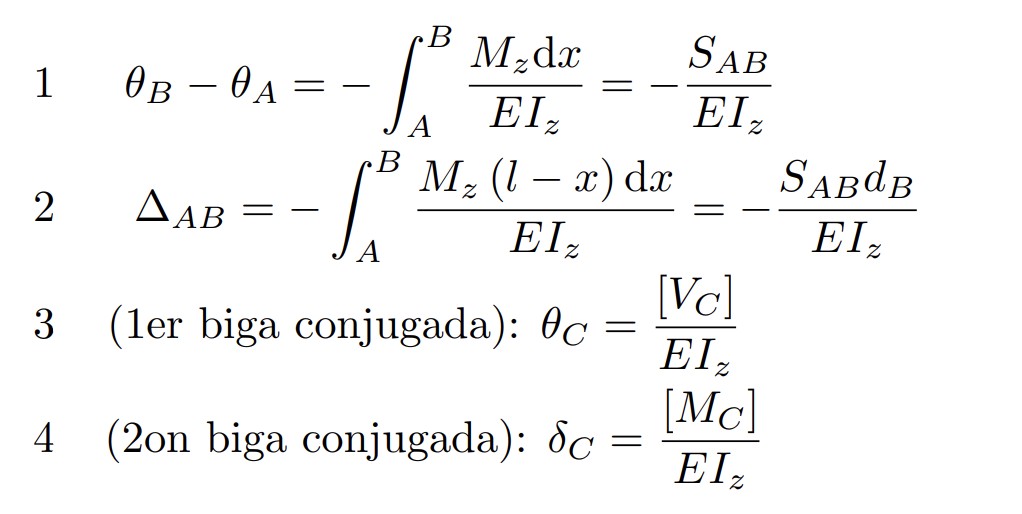 1 θ_B − θ_A = −∫_A^B M_z dx / EI_z = − S_AB / EI_z
2 Δ_AB = −∫_A^B M_z (l − x) dx / EI_z = − S_AB d_B / EI_z
3 (1er biga conjugada): θ_C = [V_C] / EI_z
4 (2on biga conjugada): δ_C = [M_C] / EI_z